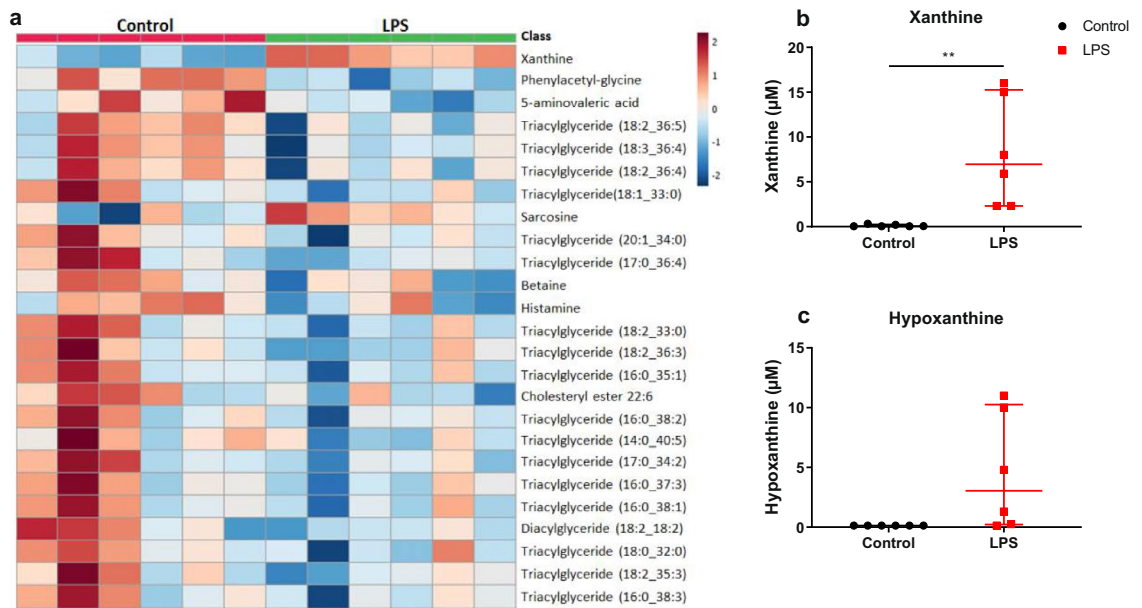 a
Control
LPS
Class
Xanthine
Phenylacetyl-glycine
5-aminovaleric acid
Triacylglyceride (18:2_36:5)
Triacylglyceride (18:3_36:4)
Triacylglyceride (18:2_36:4)
Triacylglyceride(18:1_33:0)
Sarcosine
Triacylglyceride (20:1_34:0)
Triacylglyceride (17:0_36:4)
Betaine
Histamine
Triacylglyceride (18:2_33:0)
Triacylglyceride (18:2_36:3)
Triacylglyceride (16:0_35:1)
Cholesteryl ester 22:6
Triacylglyceride (16:0_38:2)
Triacylglyceride (14:0_40:5)
Triacylglyceride (17:0_34:2)
Triacylglyceride (16:0_37:3)
Triacylglyceride (16:0_38:1)
Diacylglyceride (18:2_18:2)
Triacylglyceride (18:0_32:0)
Triacylglyceride (18:2_35:3)
Triacylglyceride (16:0_38:3)
2
1
0
-1
-2
b
Xanthine
Control
LPS
**
Xanthine (µM)
20
15
10
5
0
Control
LPS
c
Hypoxanthine
Hypoxanthine (µM)
15
10
5
0
Control
LPS